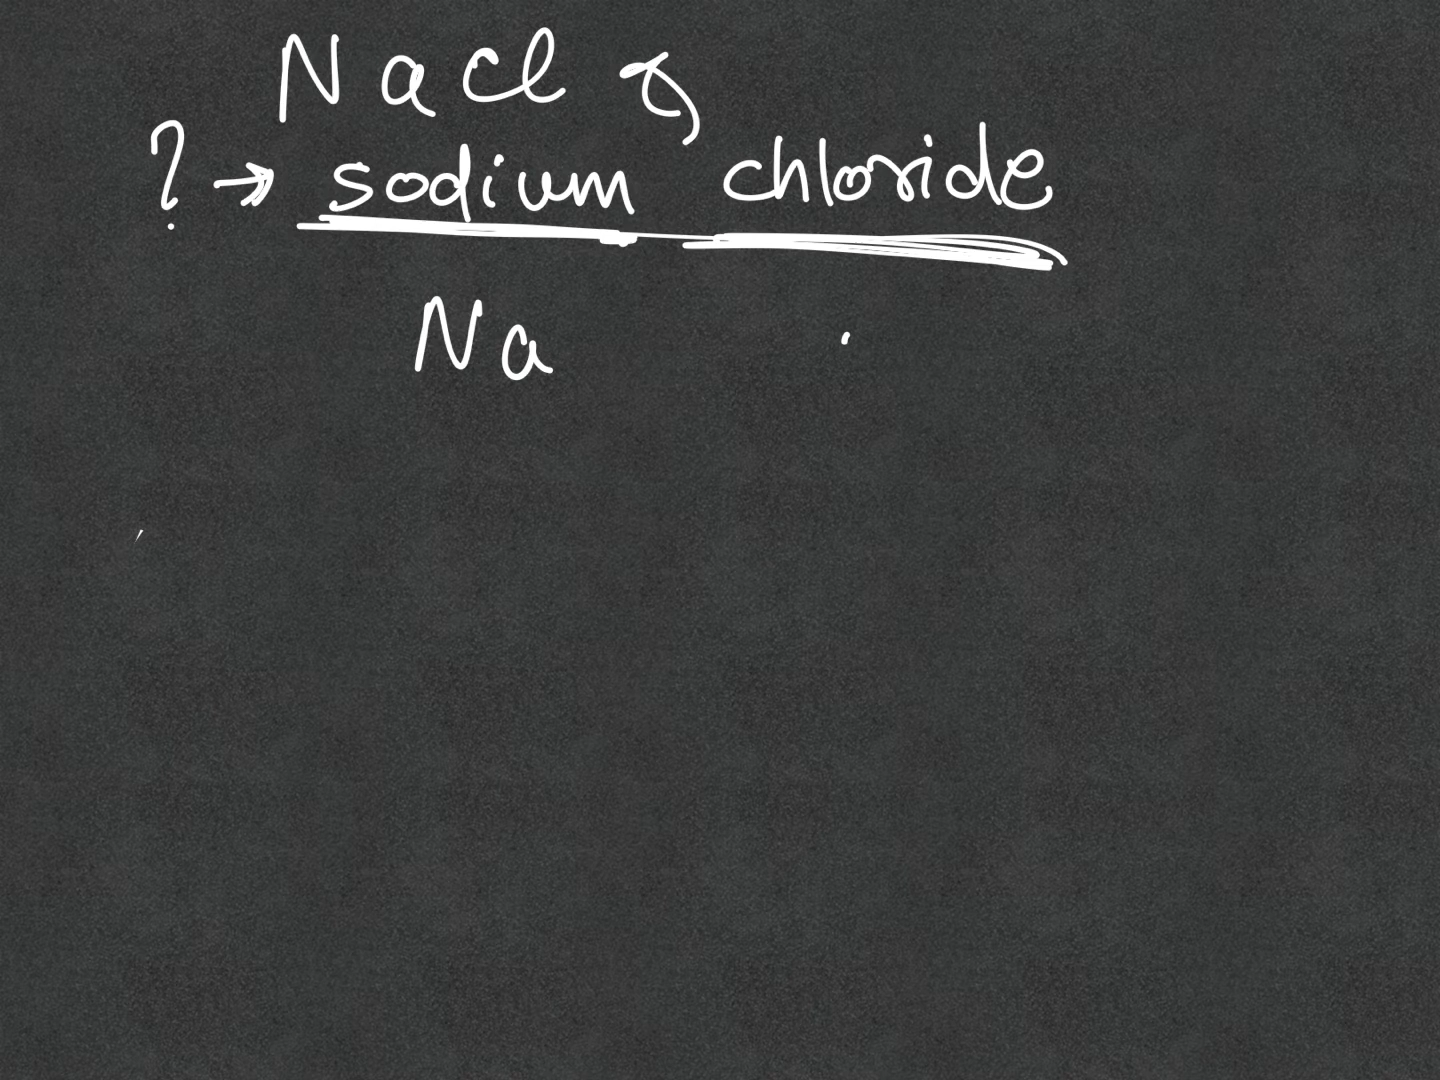 NaCl
? → sodium chloride
Na